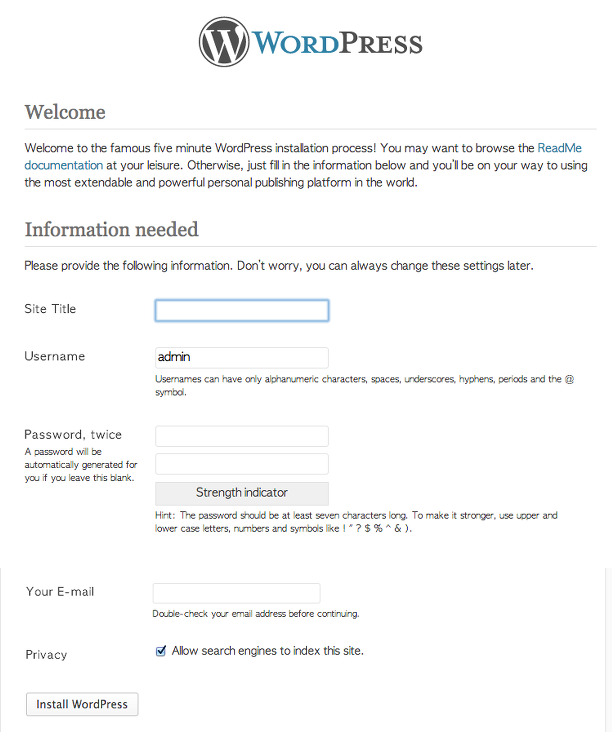 WORDPRESS
Welcome
Welcome to the famous five minute WordPress installation process! You may want to browse the ReadMe
documentation at your leisure. Otherwise, just fill in the information below and you'll be on your way to using
the most extendable and powerful personal publishing platform in the world.
Information needed
Please provide the following information. Don't worry, you can always change these settings later.
Site Title
Username
admin
Usernames can have only alphanumeric characters, spaces, underscores, hyphens, periods and the @
symbol.
Password, twice
A password will be
automatically generated for
you if you leave this blank.
Strength indicator
Hint: The password should be at least seven characters long. To make it stronger, use upper and
lower case letters, numbers and symbols like ! " ? $ % ^ & ).
Your E-mail
Double-check your email address before continuing.
Privacy
Allow search engines to index this site.
Install WordPress